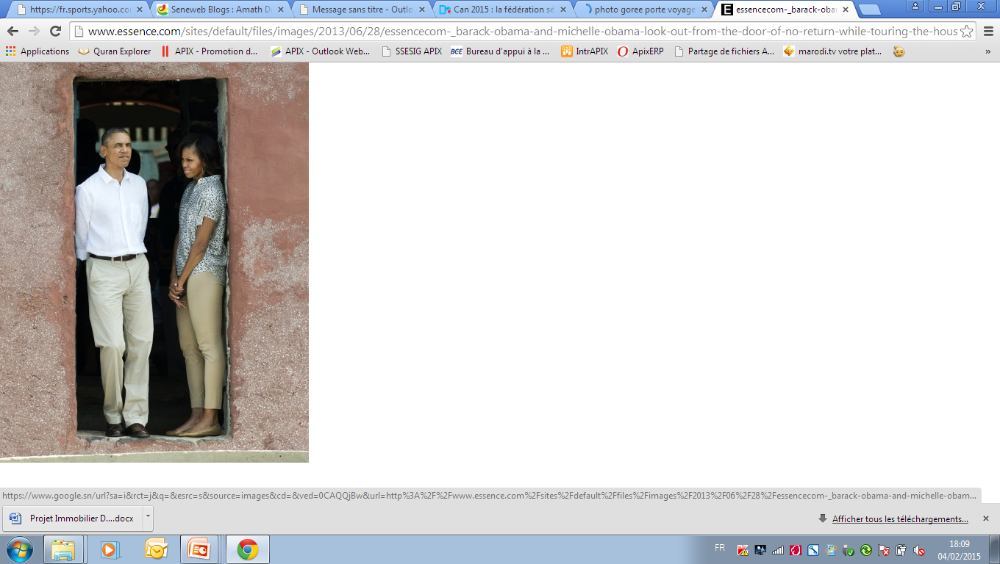 https://fr.sports.yahoo.co
Seneweb Blogs : Amath D
Message sans titre - Outlo
Can 2015 : la fédération sé
photo goree porte voyage
essencecom-_barack-oba
www.essence.com/sites/default/files/images/2013/06/28/essencecom-_barack-obama-and-michelle-obama-look-out-from-the-door-of-no-return-while-touring-the-hous
Applications
Quran Explorer
APIX - Promotion d...
APIX - Outlook Web...
SSESIG APIX
BGE Bureau d'appui à la ...
IntrAPIX
ApixERP
Partage de fichiers A...
marodi.tv votre plat...
»
https://www.google.sn/url?sa=i&rct=j&q=&esrc=s&source=images&cd=&ved=0CAQQjBw&url=http%3A%2F%2Fwww.essence.com%2Fsites%2Fdefault%2Ffiles%2Fimages%2F2013%2F06%2F28%2Fessencecom-_barack-obama-and-michelle-obam...
Projet Immobilier D....docx
Afficher tous les téléchargements...
FR
18:09
04/02/2015